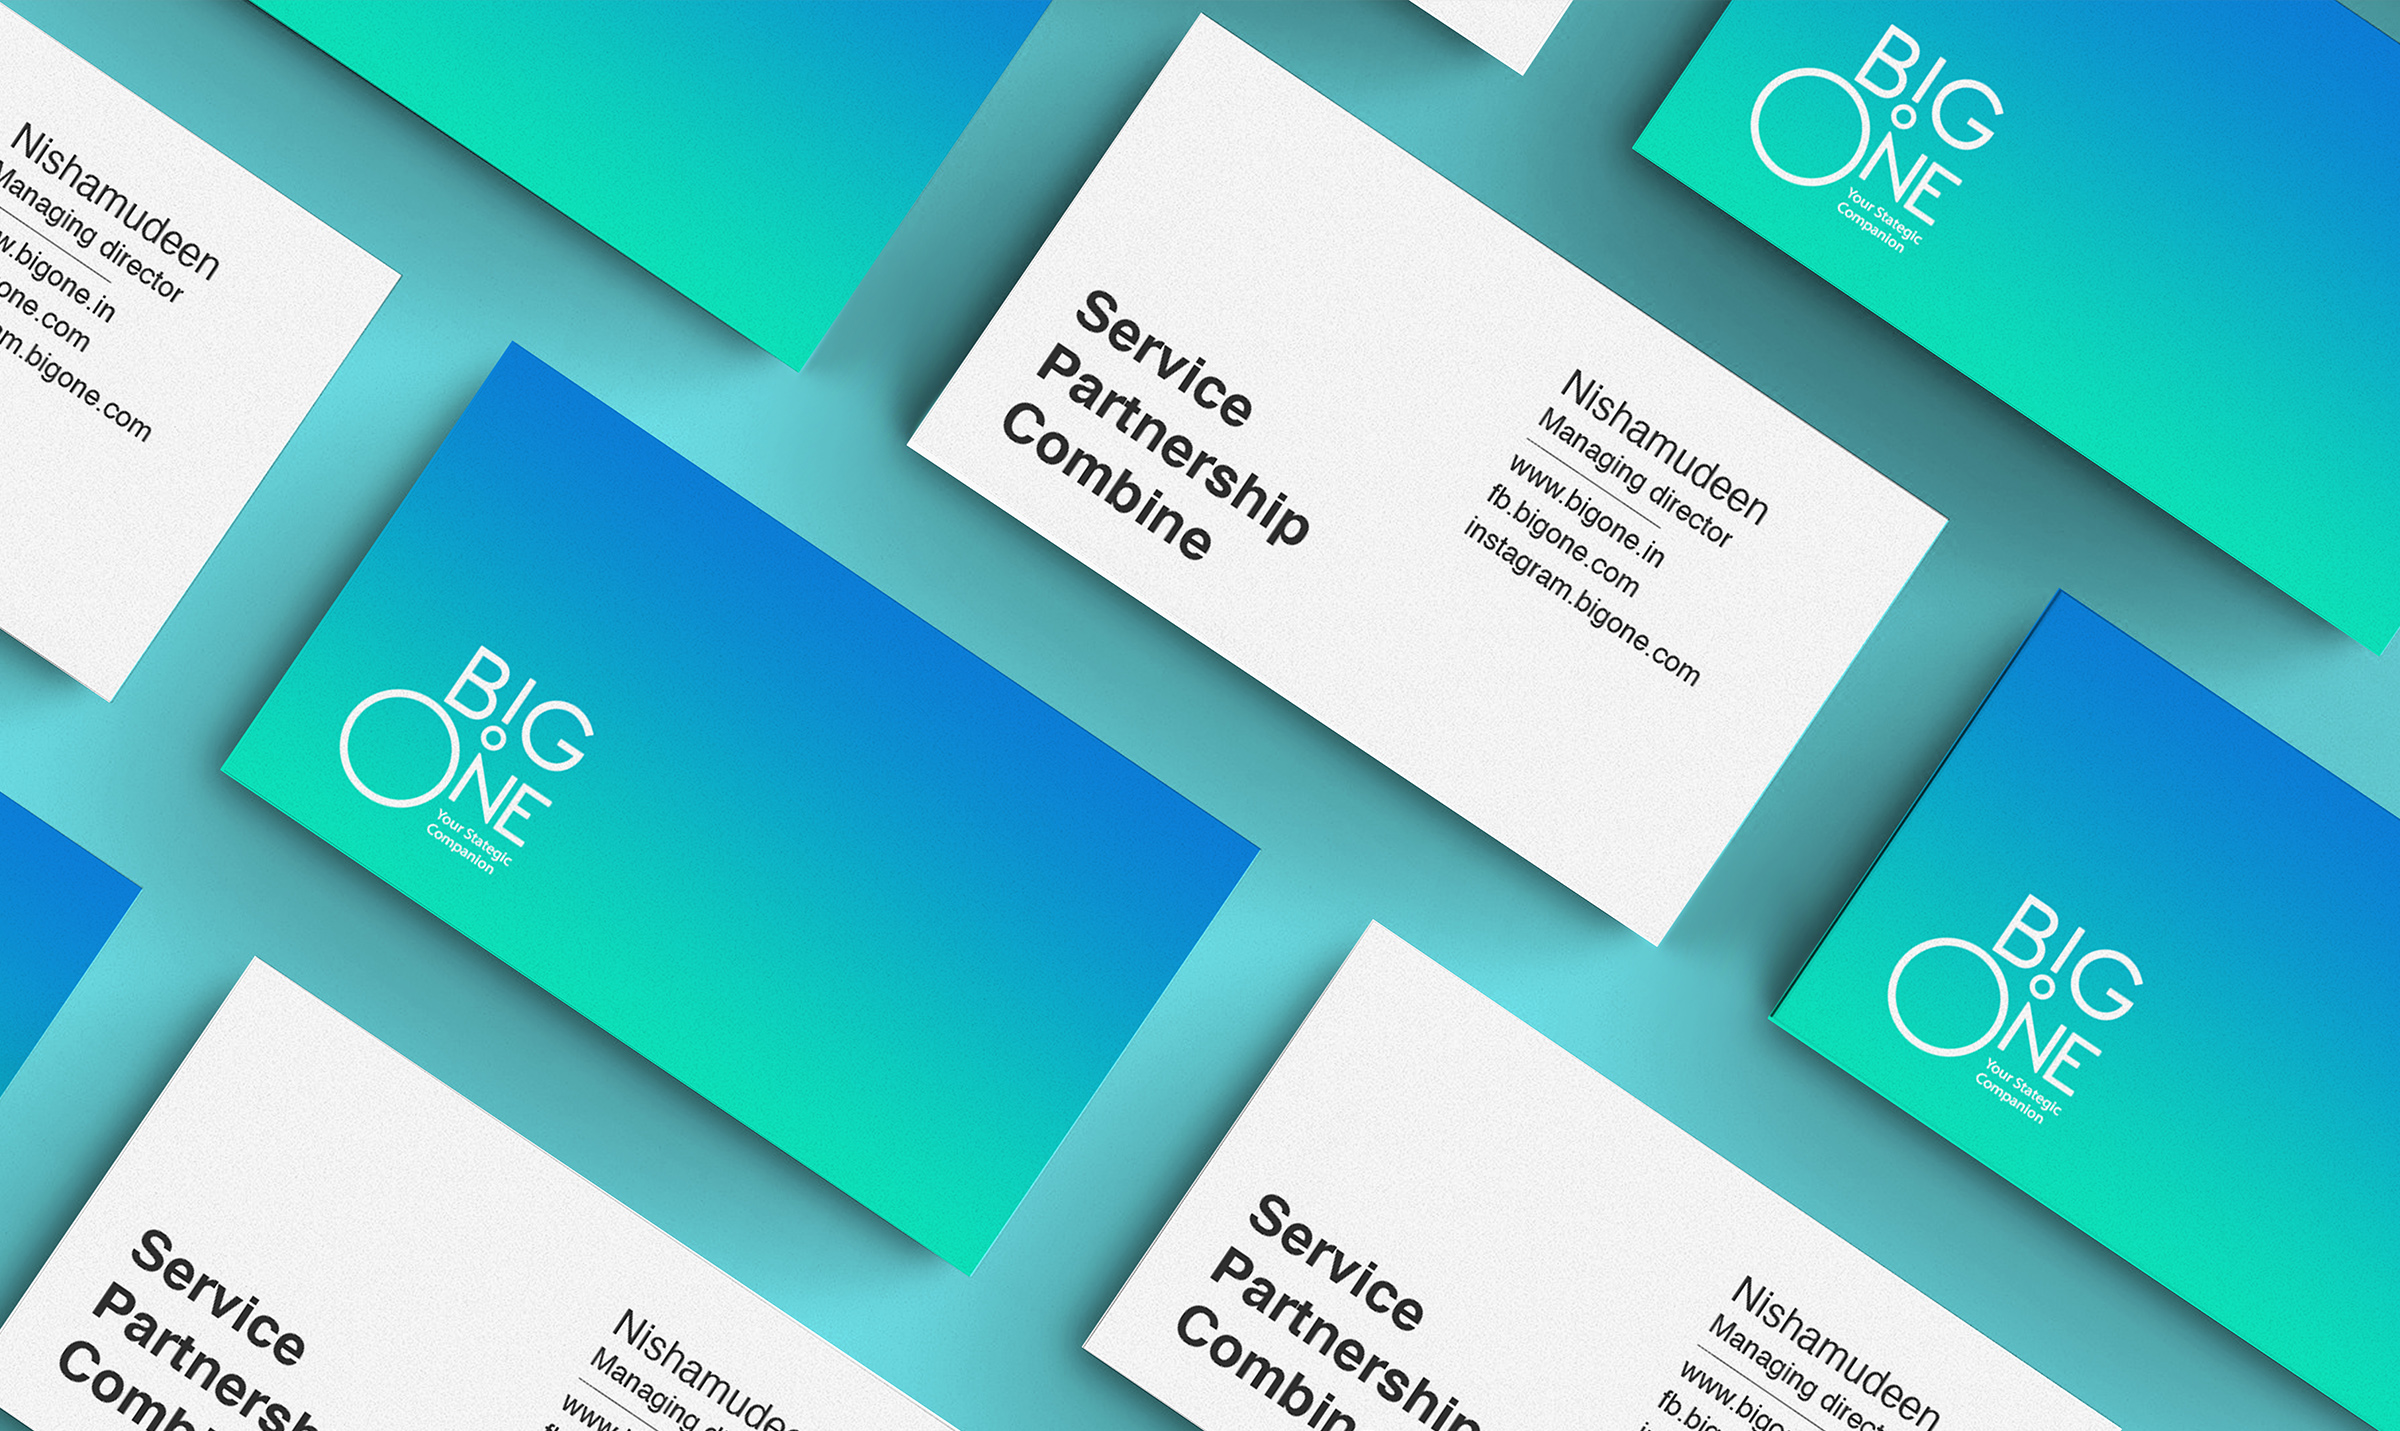 Nishamudeen
Managing director
w.bigone.in
one.com
m.bigone.com
BIG
ONE
Your Stategic
Companion
Service
Partnership
Combine
Nishamudeen
Managing director
www.bigone.in
fb.bigone.com
instagram.bigone.com
BIG
ONE
Your Stategic
Companion
BIG
ONE
Your Stategic
Companion
Service
Partnersh
Comb
Nishamudee
Managing d
www.
Service
Partnership
Combin
Nishamudeen
Managing direct
www.bigo
fb.big